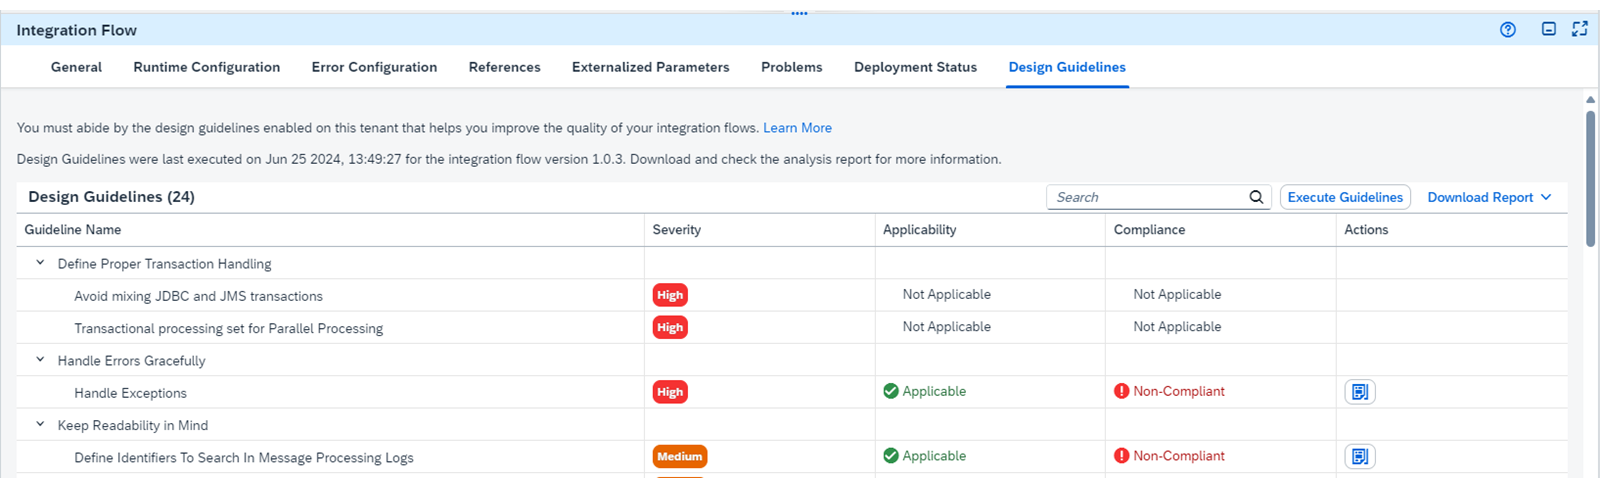 Integration Flow
General Runtime Configuration Error Configuration References Externalized Parameters Problems Deployment Status Design Guidelines
You must abide by the design guidelines enabled on this tenant that helps you improve the quality of your integration flows. Learn More
Design Guidelines were last executed on Jun 25 2024, 13:49:27 for the integration flow version 1.0.3. Download and check the analysis report for more information.
Design Guidelines (24) Search Execute Guidelines Download Report
Guideline Name Severity Applicability Compliance Actions
Define Proper Transaction Handling
Avoid mixing JDBC and JMS transactions High Not Applicable Not Applicable
Transactional processing set for Parallel Processing High Not Applicable Not Applicable
Handle Errors Gracefully
Handle Exceptions High Applicable Non-Compliant
Keep Readability in Mind
Define Identifiers To Search In Message Processing Logs Medium Applicable Non-Compliant